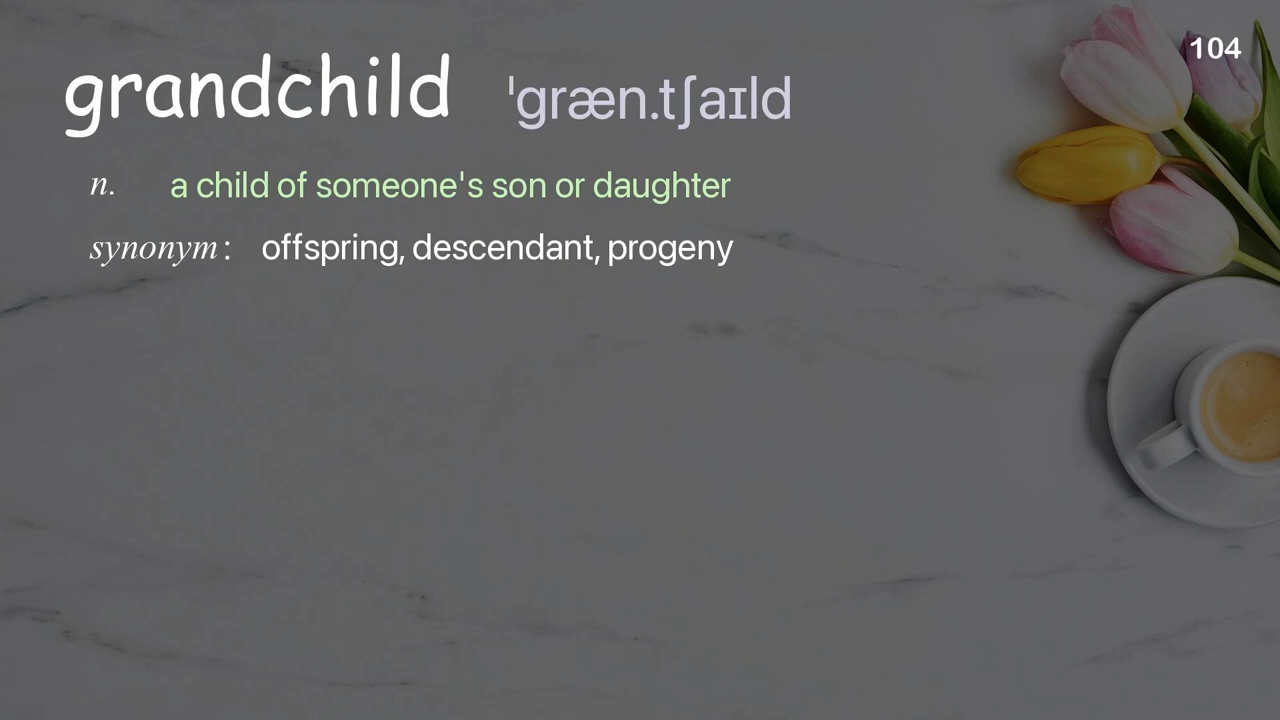 104
grandchild ˈɡræn.tʃaɪld
n. a child of someone's son or daughter
synonym: offspring, descendant, progeny